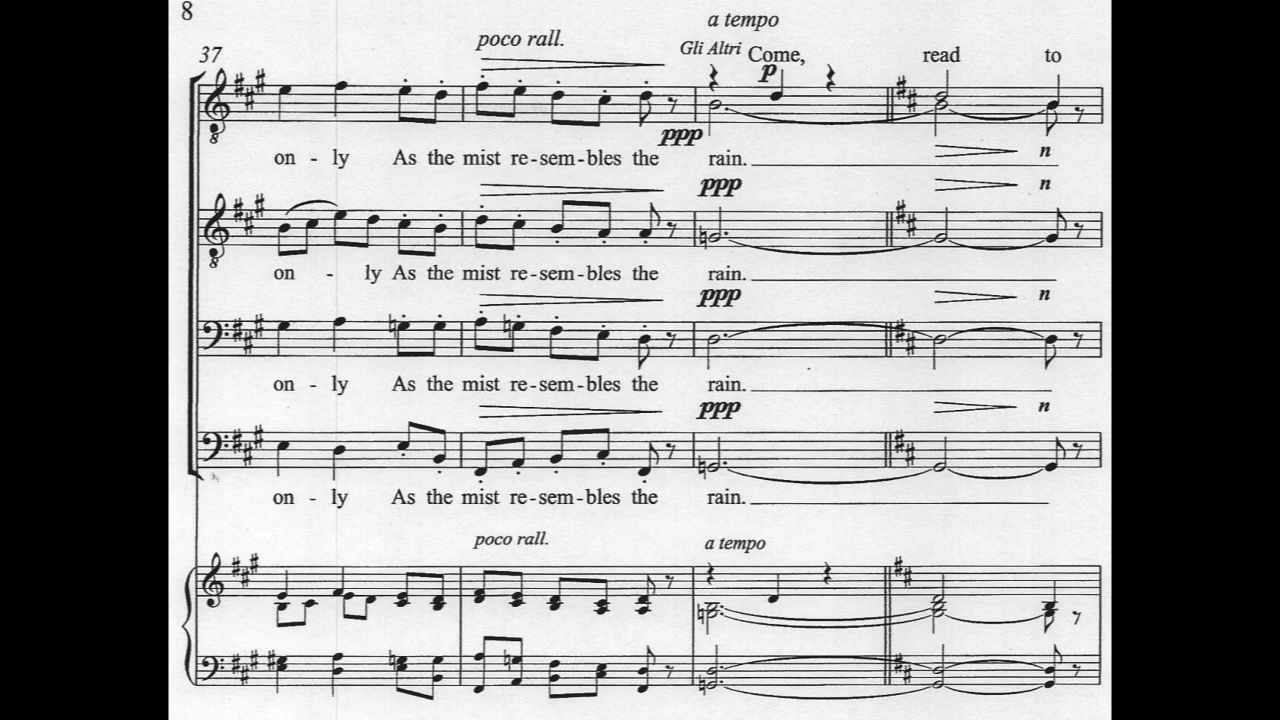 8
a tempo
poco rall.
Gli Altri Come, read to
37
p
ppp
on - ly As the mist re-sem-bles the rain.
n
ppp n
on - ly As the mist re-sem-bles the rain.
ppp n
on - ly As the mist re-sem-bles the rain.
ppp n
on - ly As the mist re-sem-bles the rain.
poco rall. a tempo